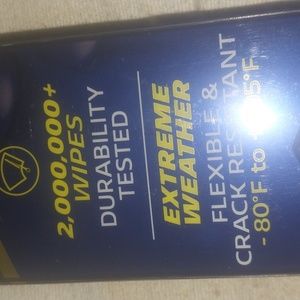 2,000,000+
WIPES
DURABILITY
TESTED
EXTREME
WEATHER
FLEXIBLE &
CRACK RESISTANT
- 80°F to